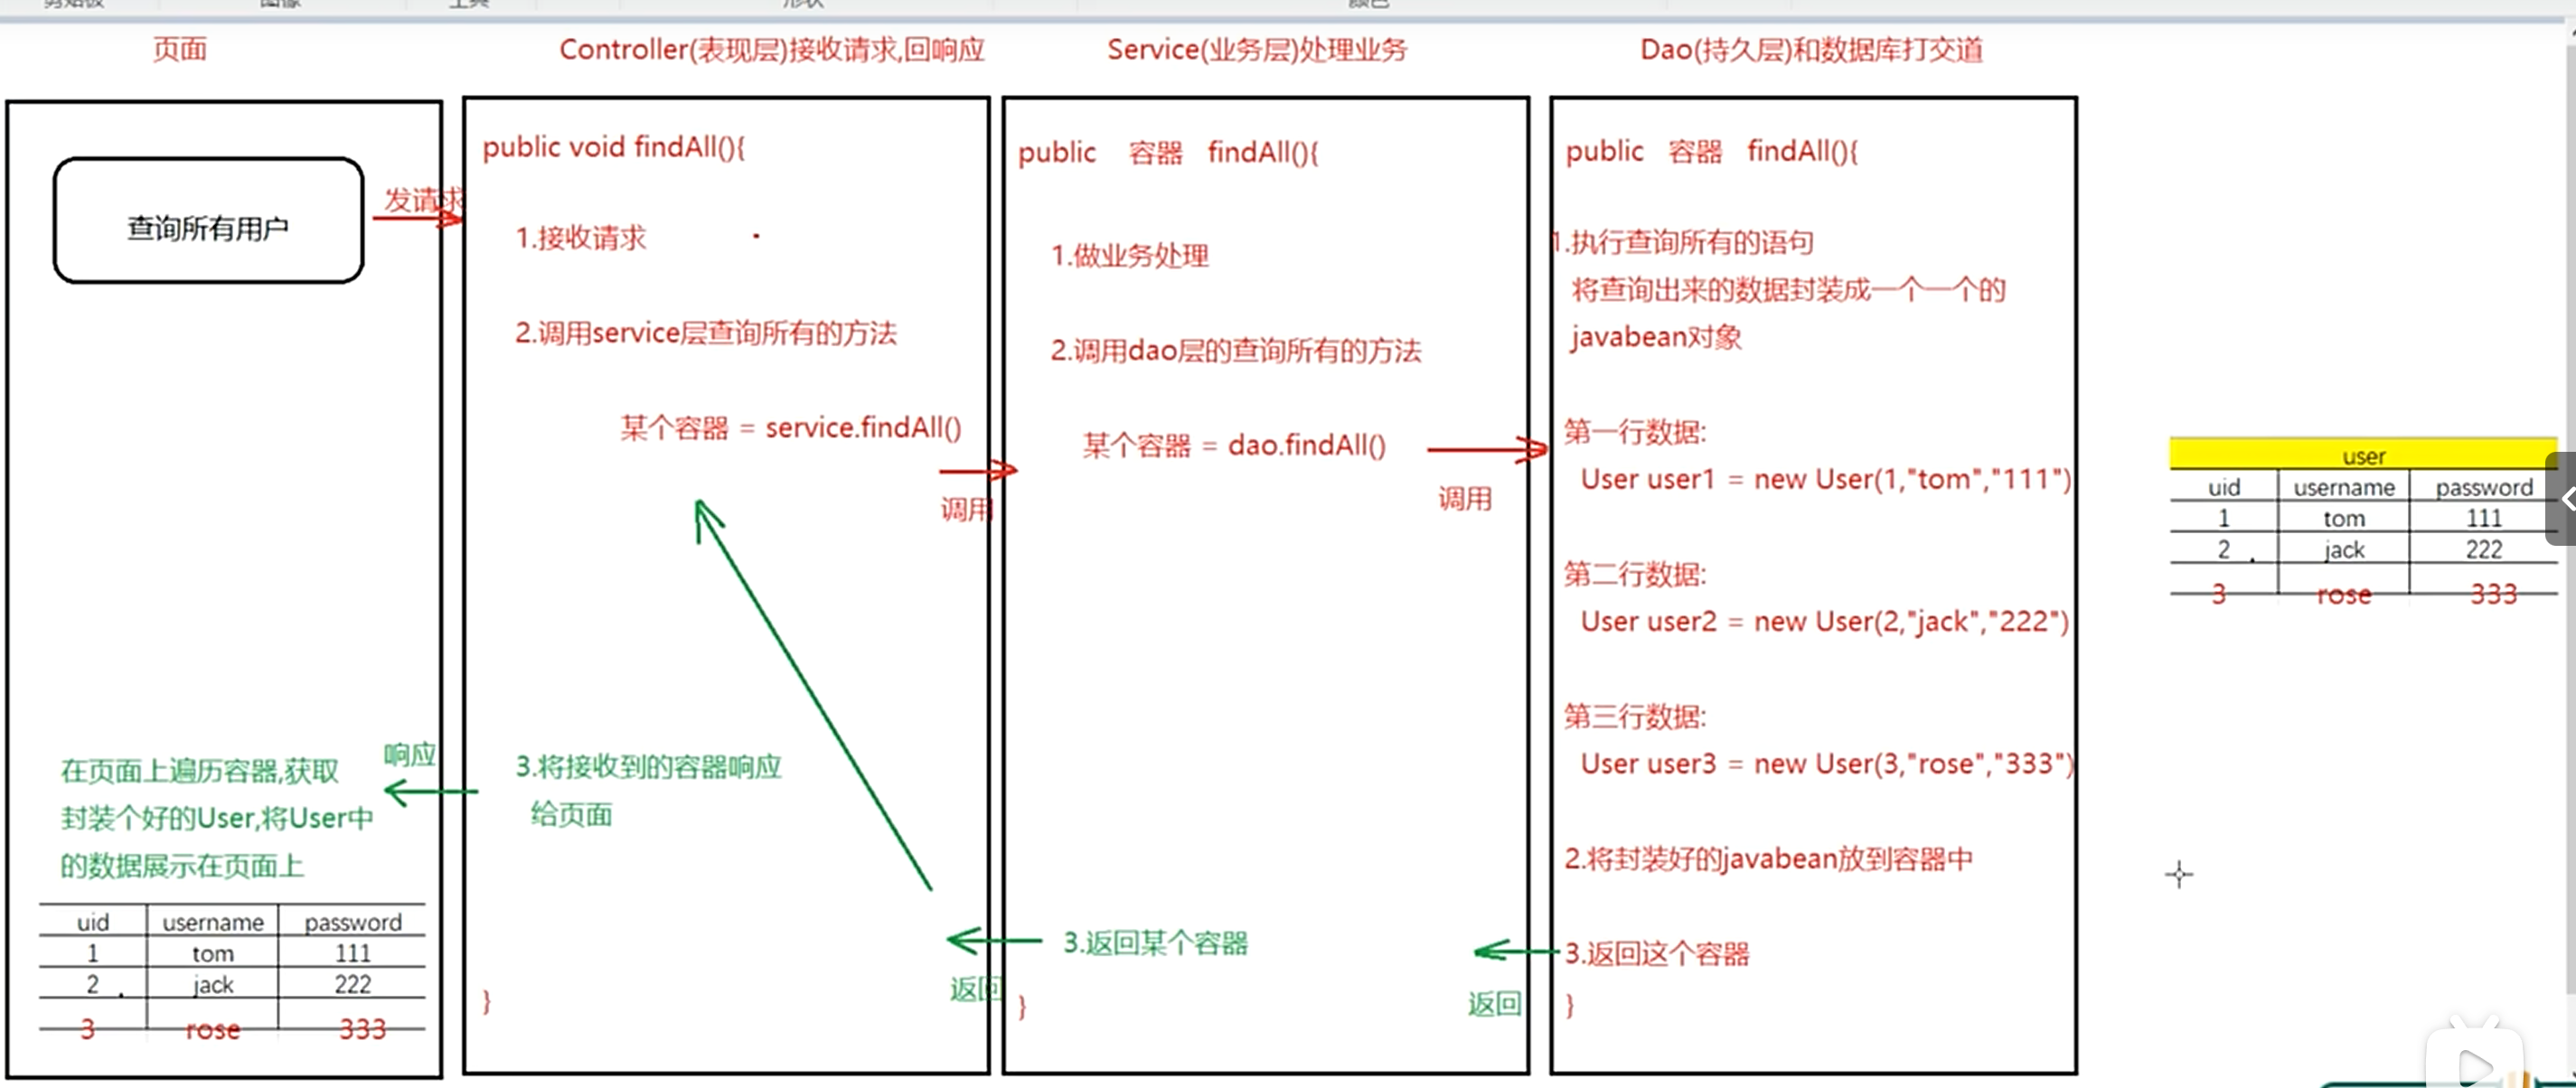 页面
Controller(表现层)接收请求,回响应
Service(业务层)处理业务
Dao(持久层)和数据库打交道
查询所有用户
发请求
在页面上遍历容器,获取
封装个好的User,将User中
的数据展示在页面上
响应
uid username password
1 tom 111
2 jack 222
3 rose 333
public void findAll(){
1.接收请求
2.调用service层查询所有的方法
某个容器 = service.findAll()
调用
3.将接收到的容器响应
给页面
返回
}
public 容器 findAll(){
1.做业务处理
2.调用dao层的查询所有的方法
某个容器 = dao.findAll()
调用
3.返回某个容器
返回
}
public 容器 findAll(){
1.执行查询所有的语句
将查询出来的数据封装成一个一个的
javabean对象
第一行数据:
User user1 = new User(1,"tom","111")
第二行数据:
User user2 = new User(2,"jack","222")
第三行数据:
User user3 = new User(3,"rose","333")
2.将封装好的javabean放到容器中
3.返回这个容器
}
user
uid username password
1 tom 111
2 jack 222
3 rose 333